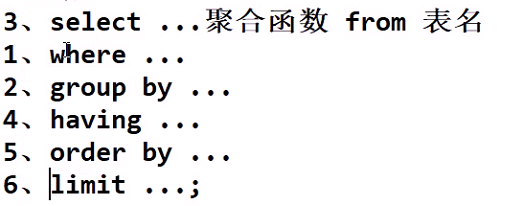 3、select ...聚合函数 from 表名
1、where ...
2、group by ...
4、having ...
5、order by ...
6、limit ...;